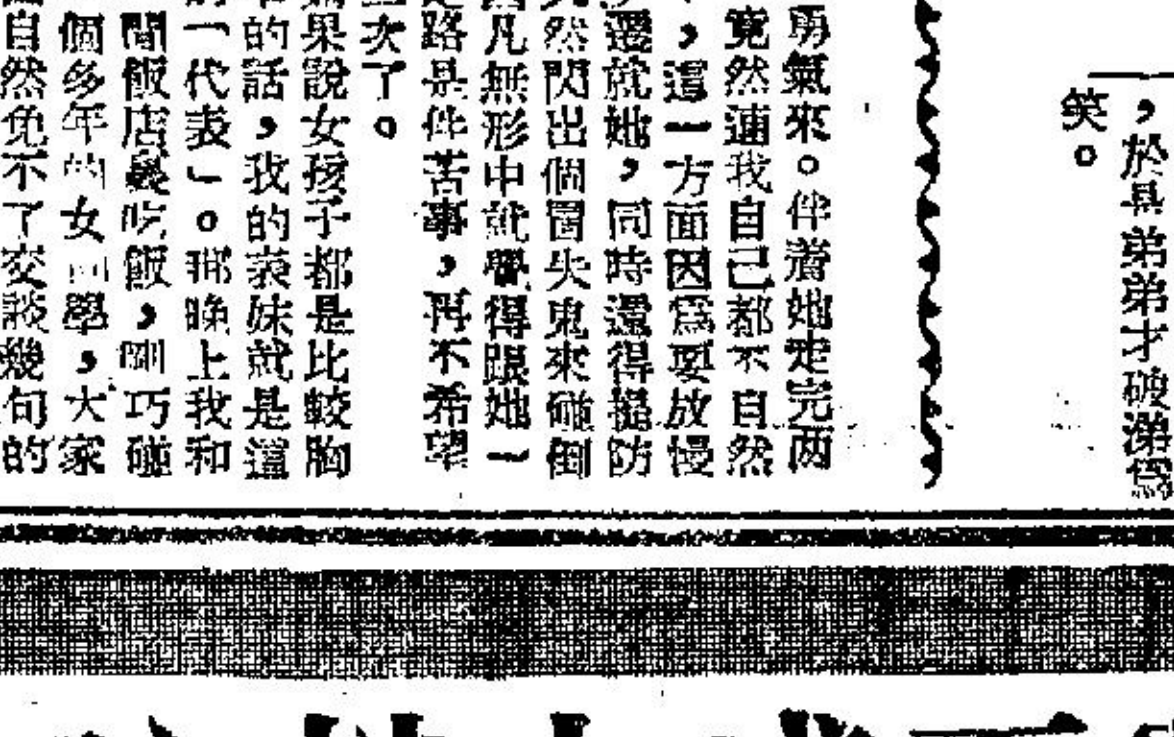 ，於是弟弟才破涕爲
笑。
勇氣來。伴着她走完两
竟然連我自己都不自然
，這一方面因爲要放慢
遷就她，同時還得提防
然閃出個冒失鬼來碰倒
凡無形中就覺得跟她一
路是件苦事，再不希望
次了。
果說女孩子都是比較胸
的話，我的表妹就是這
「一代表」。那晚上我和
間飯店裏吃飯，剛巧碰
個多年的女同學，大家
自然免不了交談幾句的